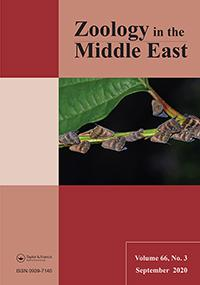 Zoology in the
Middle East
Taylor & Francis
ISSN 0939-7140
Volume 66, No. 3
September 2020